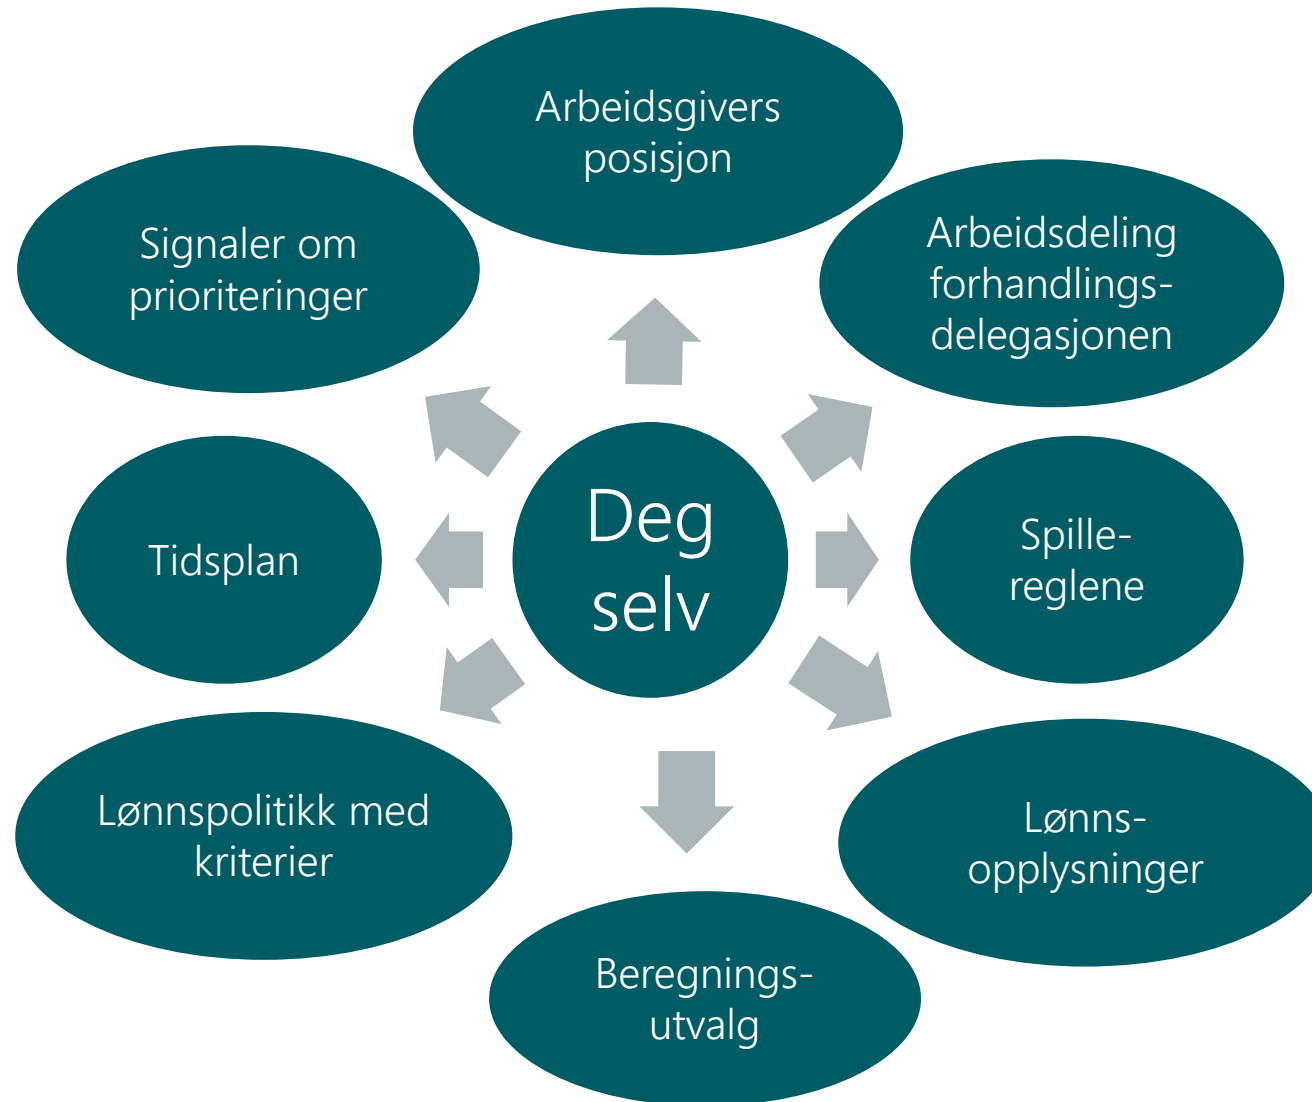 Arbeidsgivers
posisjon
Signaler om
prioriteringer
Arbeidsdeling
forhandlings-
delegasjonen
Deg
selv
Tidsplan
Spille-
reglene
Lønnspolitikk med
kriterier
Lønns-
opplysninger
Beregnings-
utvalg